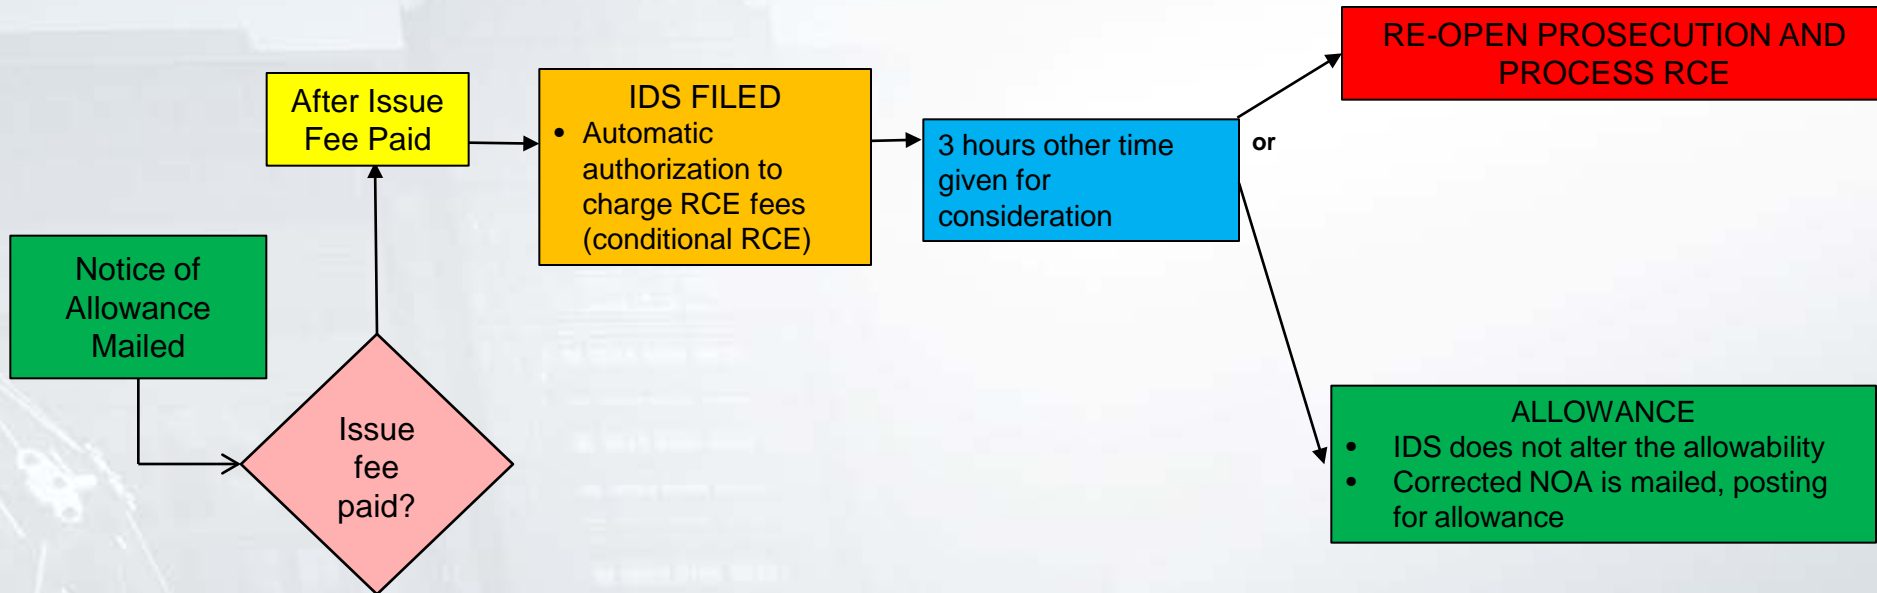 Notice of
Allowance
Mailed
Issue
fee
paid?
After Issue
Fee Paid
IDS FILED
• Automatic
authorization to
charge RCE fees
(conditional RCE)
3 hours other time
given for
consideration
or
RE-OPEN PROSECUTION AND
PROCESS RCE
ALLOWANCE
• IDS does not alter the allowability
• Corrected NOA is mailed, posting
for allowance